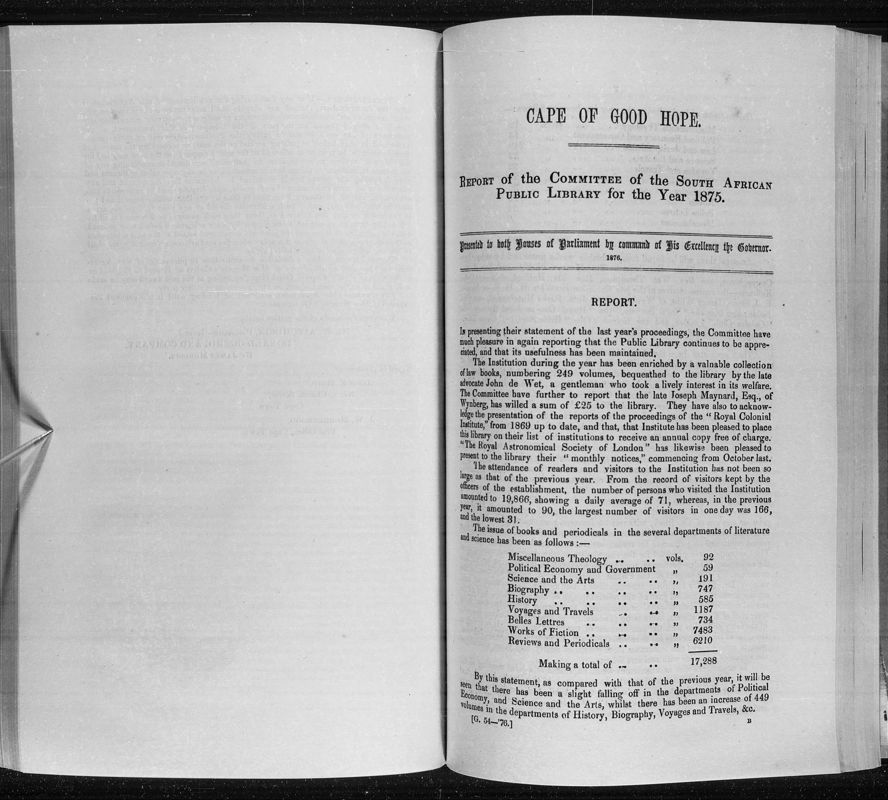 CAPE OF GOOD HOPE.
REPORT of the COMMITTEE of the SOUTH AFRICAN
PUBLIC LIBRARY for the Year 1875.
Presented to both Houses of Parliament by command of His Excellency the Governor.
1876.
REPORT.
In presenting their statement of the last year's proceedings, the Committee have
much pleasure in again reporting that the Public Library continues to be appre-
ciated, and that its usefulness has been maintained.
The Institution during the year has been enriched by a valuable collection
of law books, numbering 249 volumes, bequeathed to the library by the late
advocate John de Wet, a gentleman who took a lively interest in its welfare.
The Committee have further to report that the late Joseph Maynard, Esq., of
Wynberg, has willed a sum of £25 to the library. They have also to acknow-
ledge the presentation of the reports of the proceedings of the "Royal Colonial
Institute," from 1869 up to date, and that, that Institute has been pleased to place
this library on their list of institutions to receive an annual copy free of charge.
"The Royal Astronomical Society of London" has likewise been pleased to
present to the library their "monthly notices," commencing from October last.
The attendance of readers and visitors to the Institution has not been so
large as that of the previous year. From the record of visitors kept by the
officers of the establishment, the number of persons who visited the Institution
amounted to 19,866, showing a daily average of 71, whereas, in the previous
year, it amounted to 90, the largest number of visitors in one day was 166,
and the lowest 31.
The issue of books and periodicals in the several departments of literature
and science has been as follows :—
Miscellaneous Theology .. .. vols. 92
Political Economy and Government „ 59
Science and the Arts .. .. „ 191
Biography .. .. .. .. „ 747
History .. .. .. .. „ 585
Voyages and Travels .. .. „ 1187
Belles Lettres .. .. .. „ 734
Works of Fiction .. .. .. „ 7483
Reviews and Periodicals .. .. „ 6210
Making a total of .. .. 17,288
By this statement, as compared with that of the previous year, it will be
seen that there has been a slight falling off in the departments of Political
Economy, and Science and the Arts, whilst there has been an increase of 449
volumes in the departments of History, Biography, Voyages and Travels, &c.
[G. 54—'76.] B